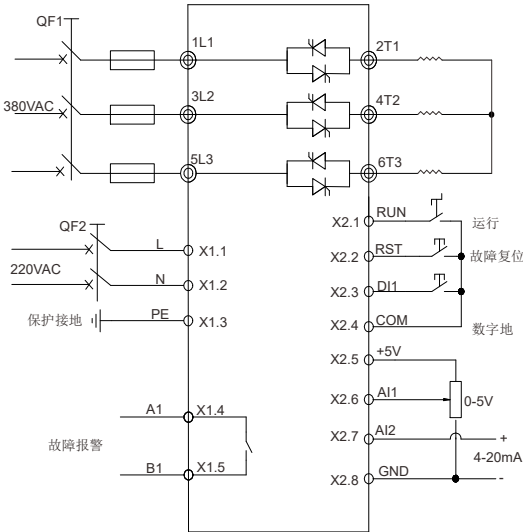 QF1
1L1
2T1
380VAC
3L2
4T2
5L3
6T3
X2.1
RUN
运行
QF2
L
X1.1
X2.2
RST
故障复位
220VAC
N
X1.2
X2.3
DI1
保护接地
PE
X1.3
X2.4
COM
数字地
X2.5
+5V
X2.6
AI1
0-5V
A1
X1.4
故障报警
X2.7
AI2
+
4-20mA
B1
X1.5
X2.8
GND
-